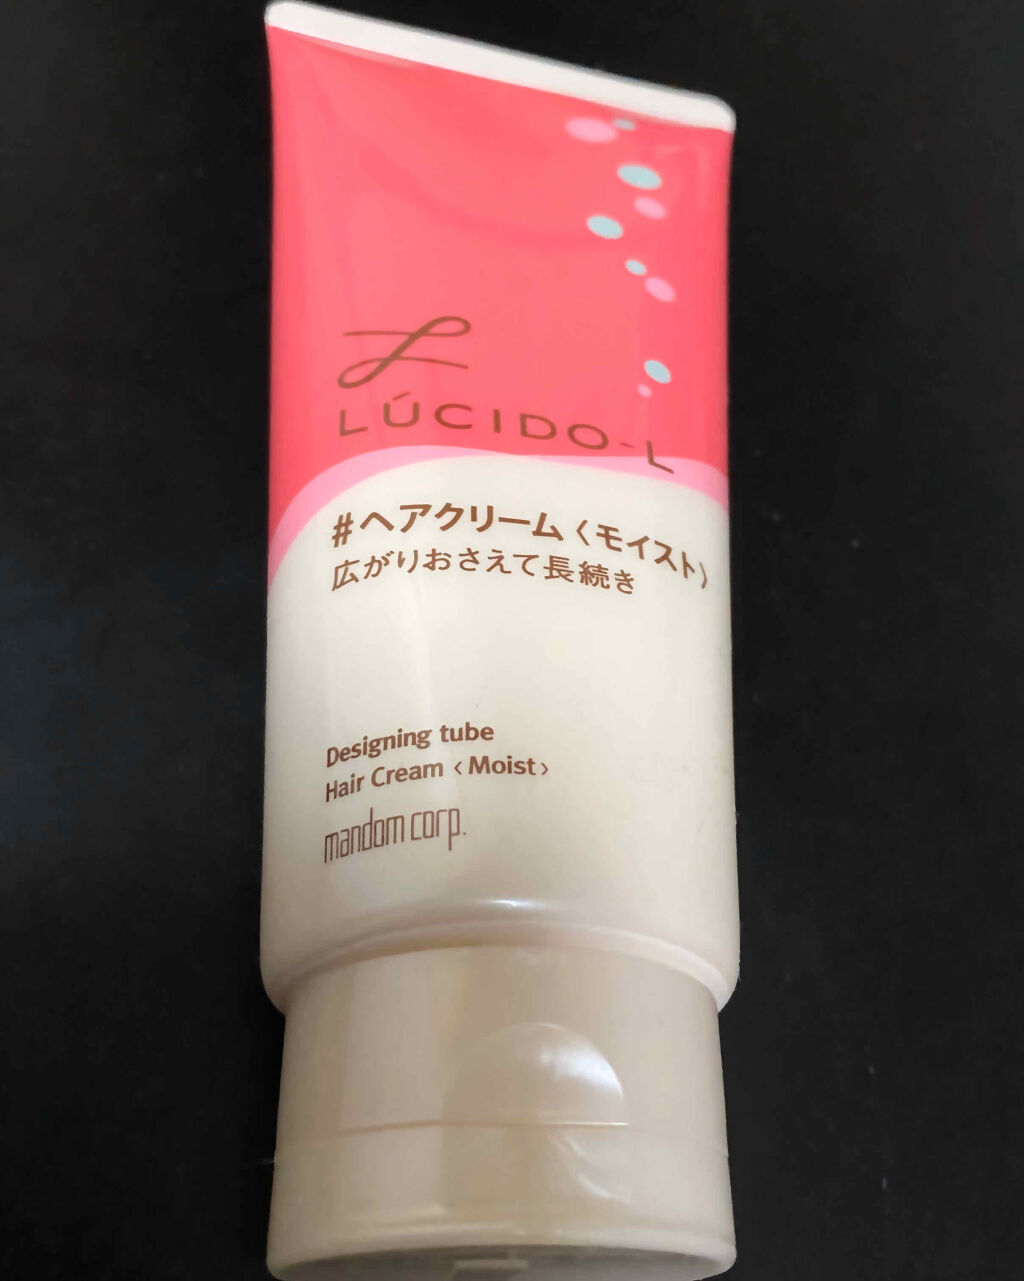 LÚCIDO-L
#ヘアクリーム〈モイスト〉
広がりおさえて長続き
Designing tube
Hair Cream ‹Moist›
mandom corp.